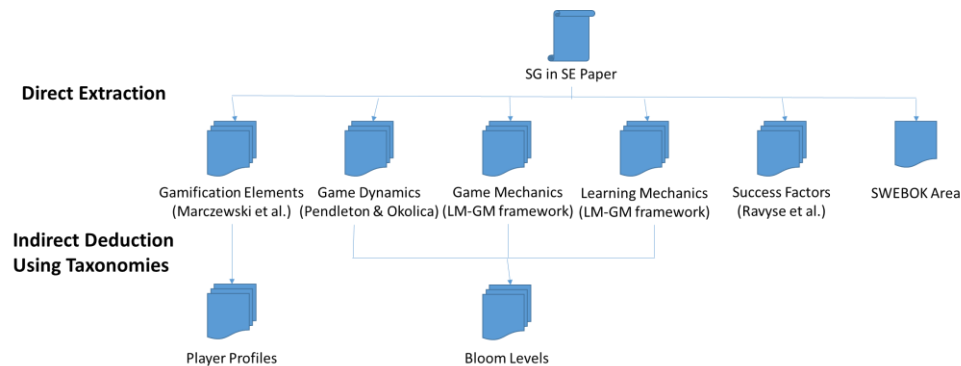 SG in SE Paper
Direct Extraction
Gamification Elements
(Marczewski et al.)
Game Dynamics
(Pendleton & Okolica)
Game Mechanics
(LM-GM framework)
Learning Mechanics
(LM-GM framework)
Success Factors
(Ravyse et al.)
SWEBOK Area
Indirect Deduction
Using Taxonomies
Player Profiles
Bloom Levels